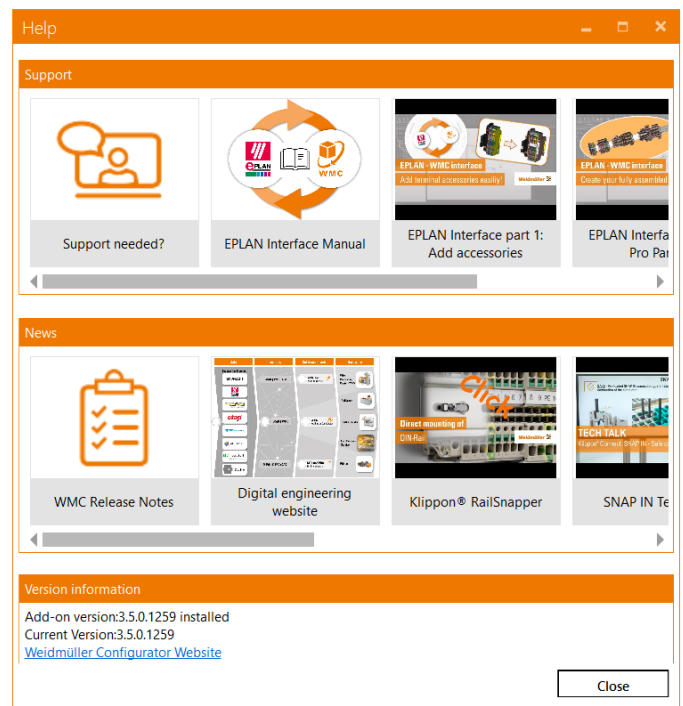 Help
Support
EPLAN
WMC
Support needed?
EPLAN Interface Manual
EPLAN - WMC interface
Add terminal accessories easily!
Weidmüller
EPLAN Interface part 1:
Add accessories
EPLAN - WMC interface
Create your fully assembled
EPLAN Interfa
Pro Par
News
WMC Release Notes
Digital engineering
website
Click
Direct mounting of
DIN-Rail
Weidmüller
Klippon® RailSnapper
TECH TALK
SNAP IN Te
Version information
Add-on version:3.5.0.1259 installed
Current Version:3.5.0.1259
Weidmüller Configurator Website
Close